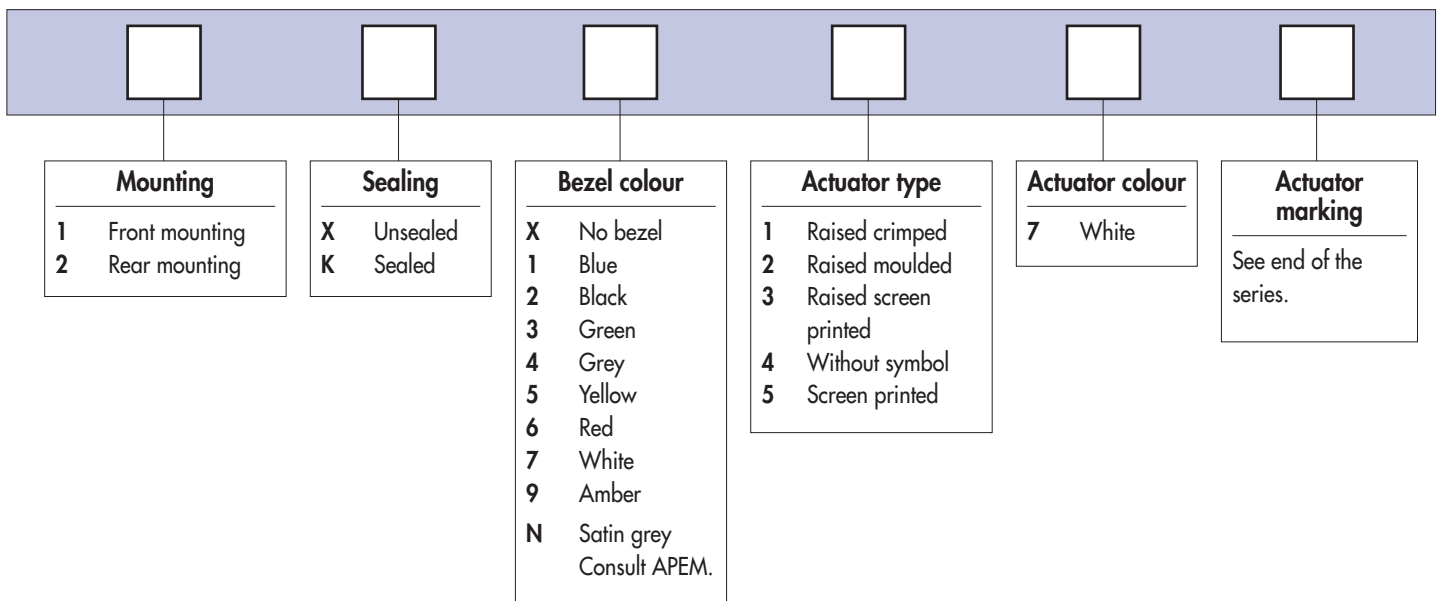 Mounting
1 Front mounting
2 Rear mounting
Sealing
X Unsealed
K Sealed
Bezel colour
X No bezel
1 Blue
2 Black
3 Green
4 Grey
5 Yellow
6 Red
7 White
9 Amber
N Satin grey
Consult APEM.
Actuator type
1 Raised crimped
2 Raised moulded
3 Raised screen
printed
4 Without symbol
5 Screen printed
Actuator colour
7 White
Actuator
marking
See end of the
series.